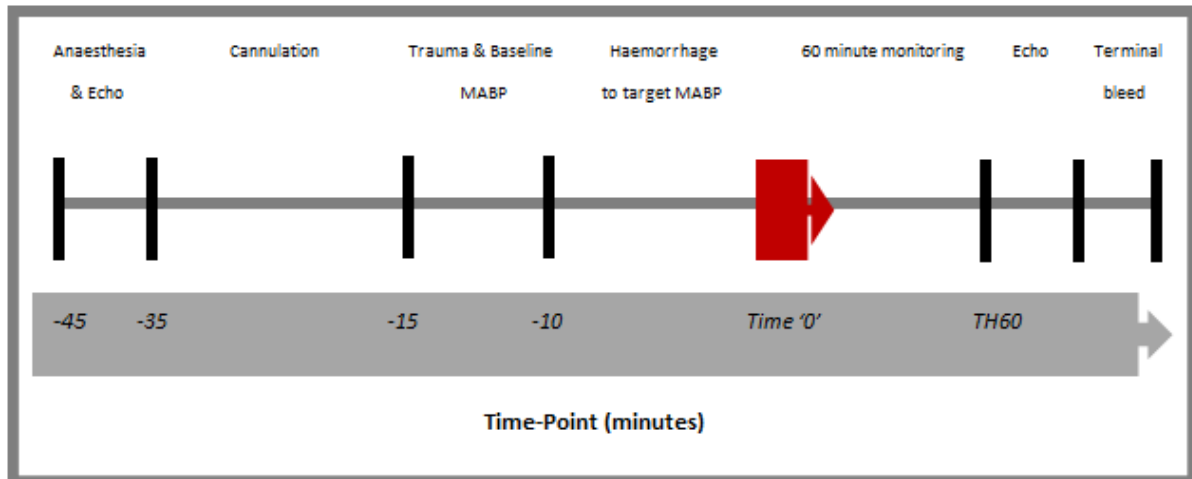 Anaesthesia Cannulation Trauma & Baseline Haemorrhage 60 minute monitoring Echo Terminal
& Echo MABP to target MABP bleed
-45 -35 -15 -10 Time ‘0’ TH60
Time-Point (minutes)